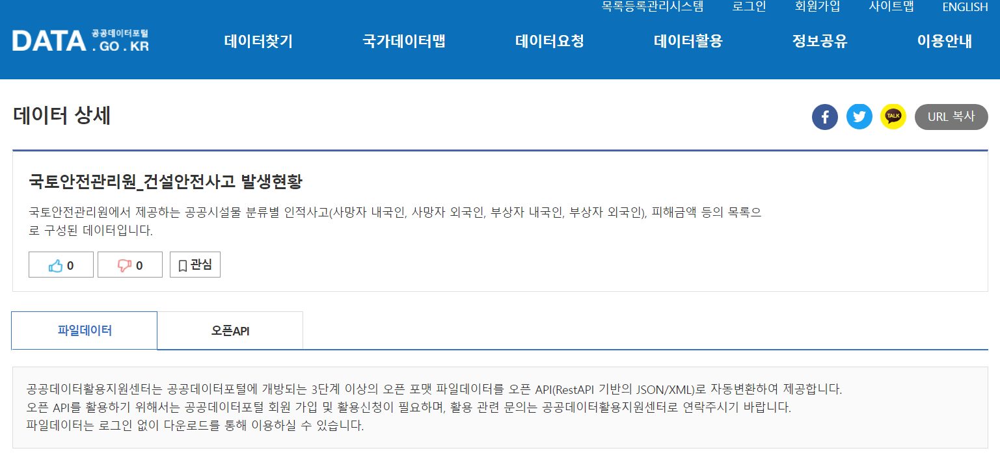 목록등록관리시스템 로그인 회원가입 사이트맵 ENGLISH
DATA 공공데이터포털 .GO.KR
데이터찾기 국가데이터맵 데이터요청 데이터활용 정보공유 이용안내
데이터 상세
TALK URL 복사
국토안전관리원_건설안전사고 발생현황
국토안전관리원에서 제공하는 공공시설물 분류별 인적사고(사망자 내국인, 사망자 외국인, 부상자 내국인, 부상자 외국인), 피해금액 등의 목록으
로 구성된 데이터입니다.
0 0 관심
파일데이터 오픈API
공공데이터활용지원센터는 공공데이터포털에 개방되는 3단계 이상의 오픈 포맷 파일데이터를 오픈 API(RestAPI 기반의 JSON/XML)로 자동변환하여 제공합니다.
오픈 API를 활용하기 위해서는 공공데이터포털 회원 가입 및 활용신청이 필요하며, 활용 관련 문의는 공공데이터활용지원센터로 연락주시기 바랍니다.
파일데이터는 로그인 없이 다운로드를 통해 이용하실 수 있습니다.